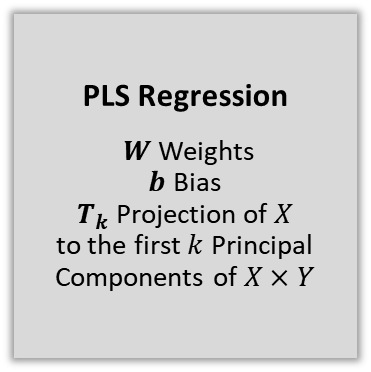 PLS Regression
W Weights
b Bias
Tₖ Projection of X
to the first k Principal
Components of X × Y